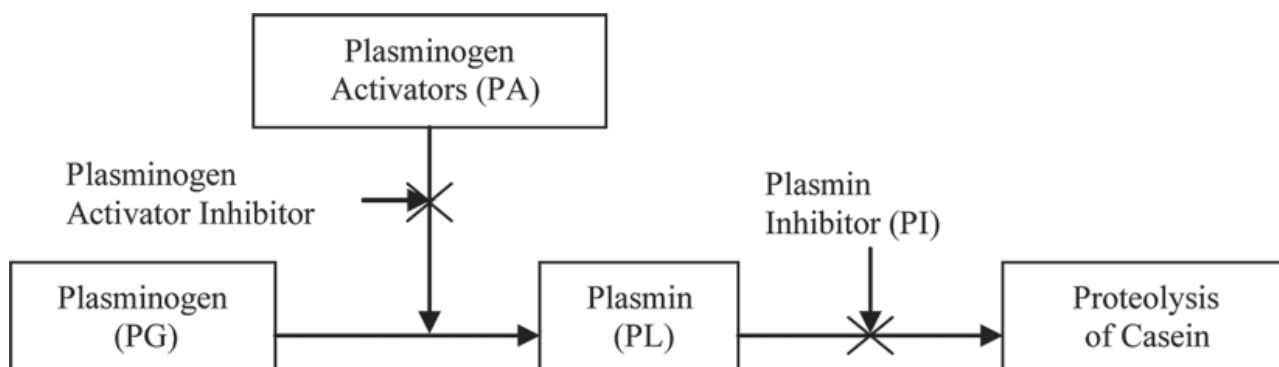 Plasminogen
Activators (PA)
Plasminogen
Activator Inhibitor
Plasmin
Inhibitor (PI)
Plasminogen
(PG)
Plasmin
(PL)
Proteolysis
of Casein